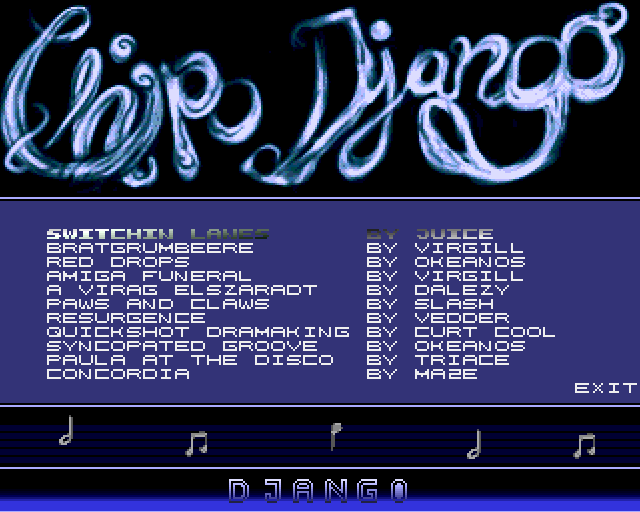 Chipo Django
SWITCHIN LANES BY JUICE
BRATGRUMBEERE BY VIRGILL
RED DROPS BY OKEANOS
AMIGA FUNERAL BY VIRGILL
A VIRAG ELSZARADT BY DALEZY
PAWS AND CLAWS BY SLASH
RESURGENCE BY VEDDER
QUICKSHOT DRAMAKING BY CURT COOL
SYNCOPATED GROOVE BY OKEANOS
PAULA AT THE DISCO BY TRIACE
CONCORDIA BY MAZE
EXIT
DJANGO